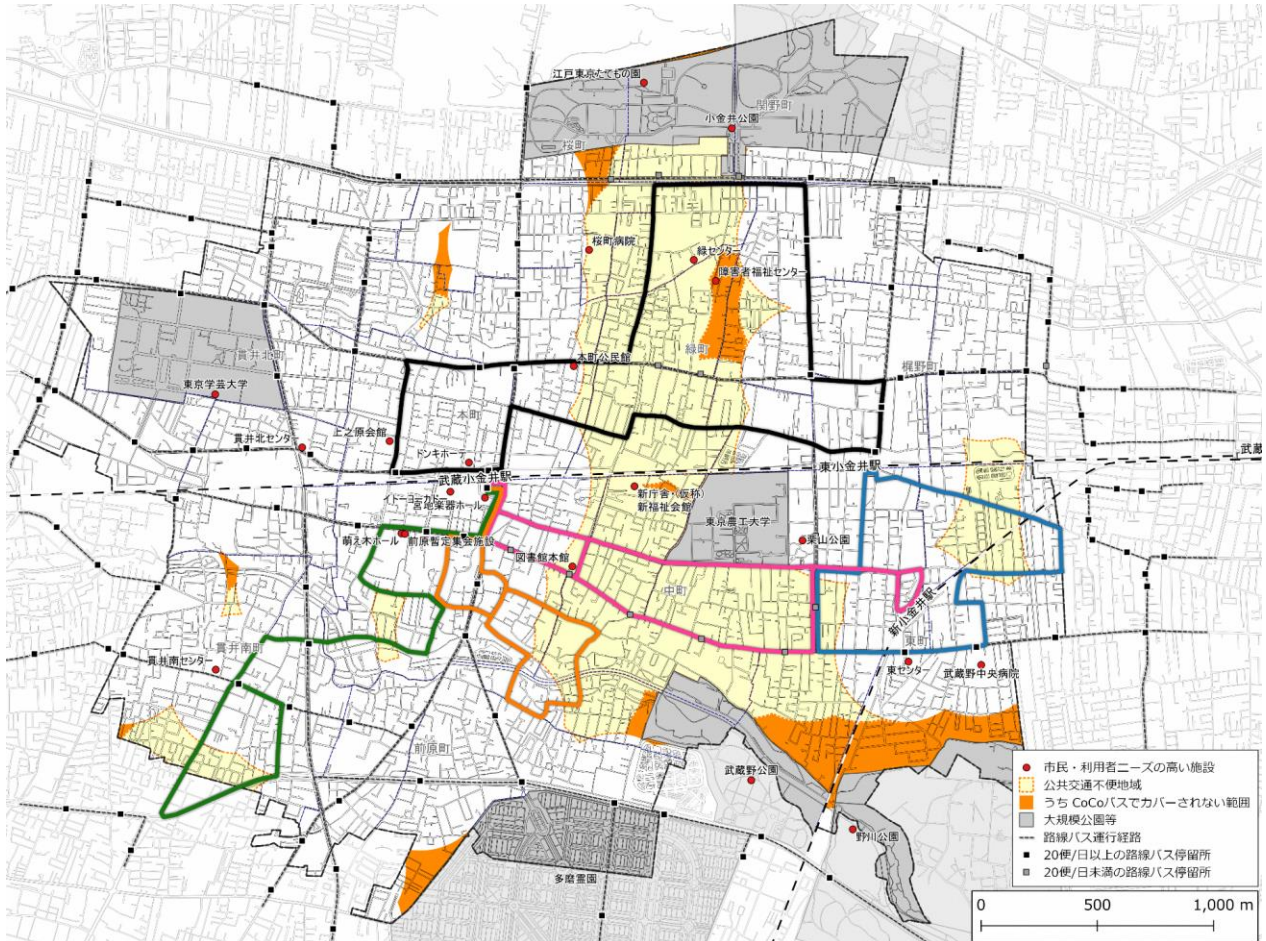 江戸東京たてもの園
関野町
小金井公園
桜町
桜町病院
緑センター
障害者福祉センター
緑町
本町公民館
貫井北町
梶野町
東京学芸大学
本町
上之原会館
貫井北センター
ドンキホーテ
武蔵小金井駅
東小金井駅
武蔵
イトーヨーカドー
宮地楽器ホール
新庁舎・(仮称)
新福祉会館
東京農工大学
萌え木ホール
前原暫定集会施設
栗山公園
図書館本館
中町
新小金井駅
貫井南町
東町
貫井南センター
東センター
武蔵野中央病院
前原町
武蔵野公園
野川公園
多磨霊園
市民・利用者ニーズの高い施設
公共交通不便地域
うち CoCoバスでカバーされない範囲
大規模公園等
路線バス運行経路
20便/日以上の路線バス停留所
20便/日未満の路線バス停留所
0 500 1,000 m